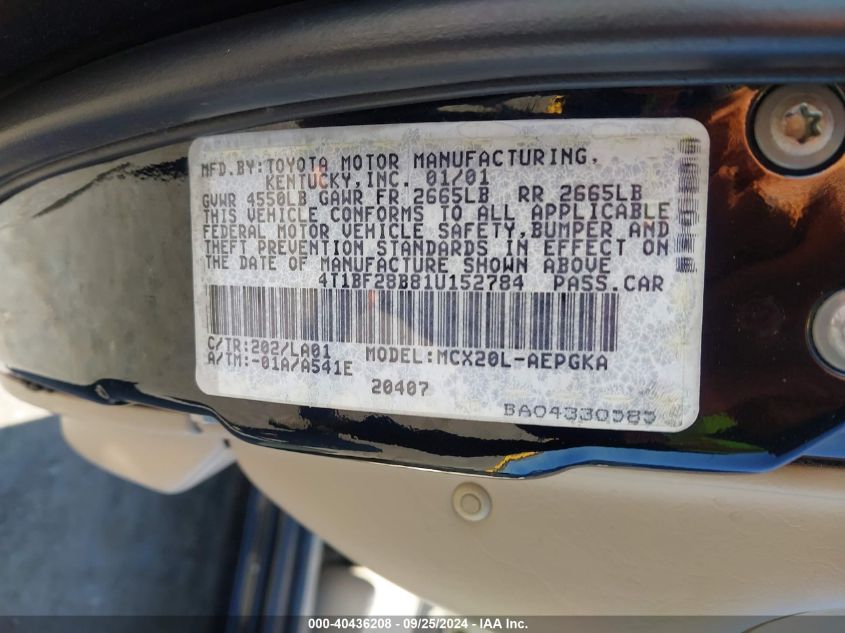 MFD.BY:TOYOTA MOTOR MANUFACTURING,
KENTUCKY,INC. 01/01
GVWR 4550LB GAWR FR 2665LB RR 2665LB
THIS VEHICLE CONFORMS TO ALL APPLICABLE
FEDERAL MOTOR VEHICLE SAFETY,BUMPER AND
THEFT PREVENTION STANDARDS IN EFFECT ON
THE DATE OF MANUFACTURE SHOWN ABOVE
4T1BF28B81U152784 PASS.CAR
C/TR:202/LA01 MODEL:MCX20L-AEPGKA
A/TM:-01A/A541E
20407
BA04330585
000-40436208 - 09/25/2024 - IAA Inc.